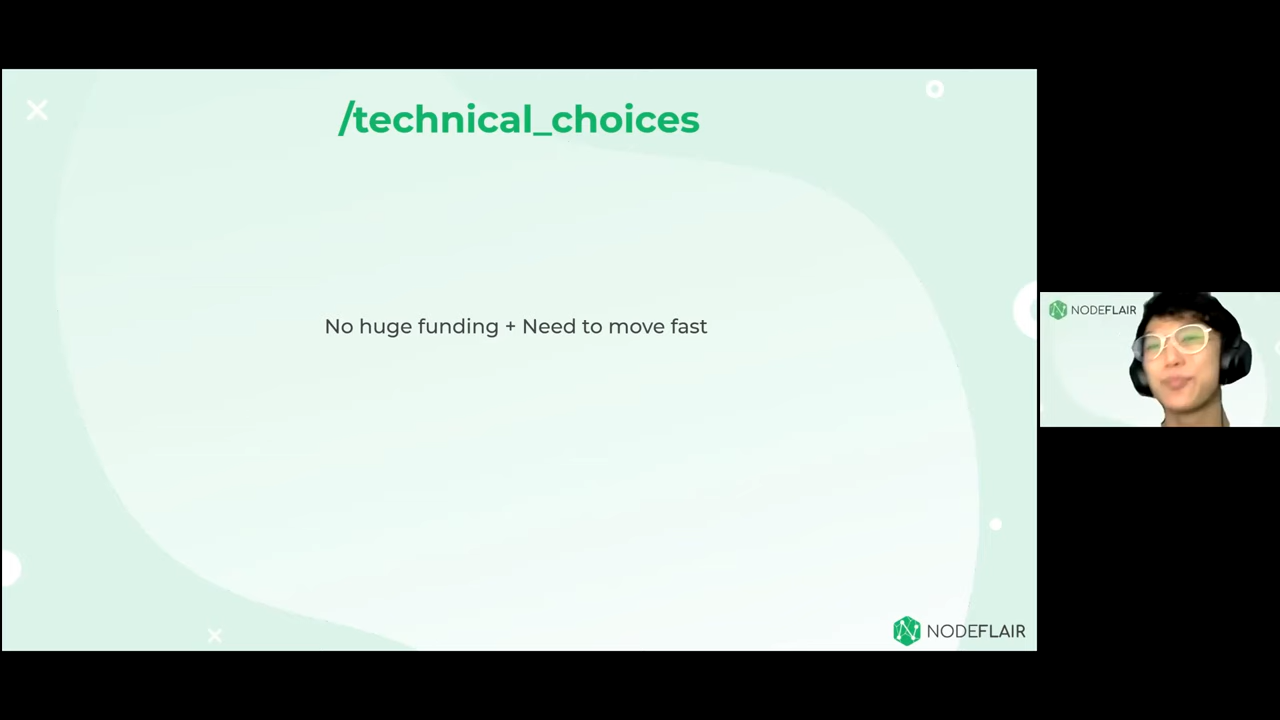 /technical_choices
No huge funding + Need to move fast
NODEFLAIR
NODEFLAIR